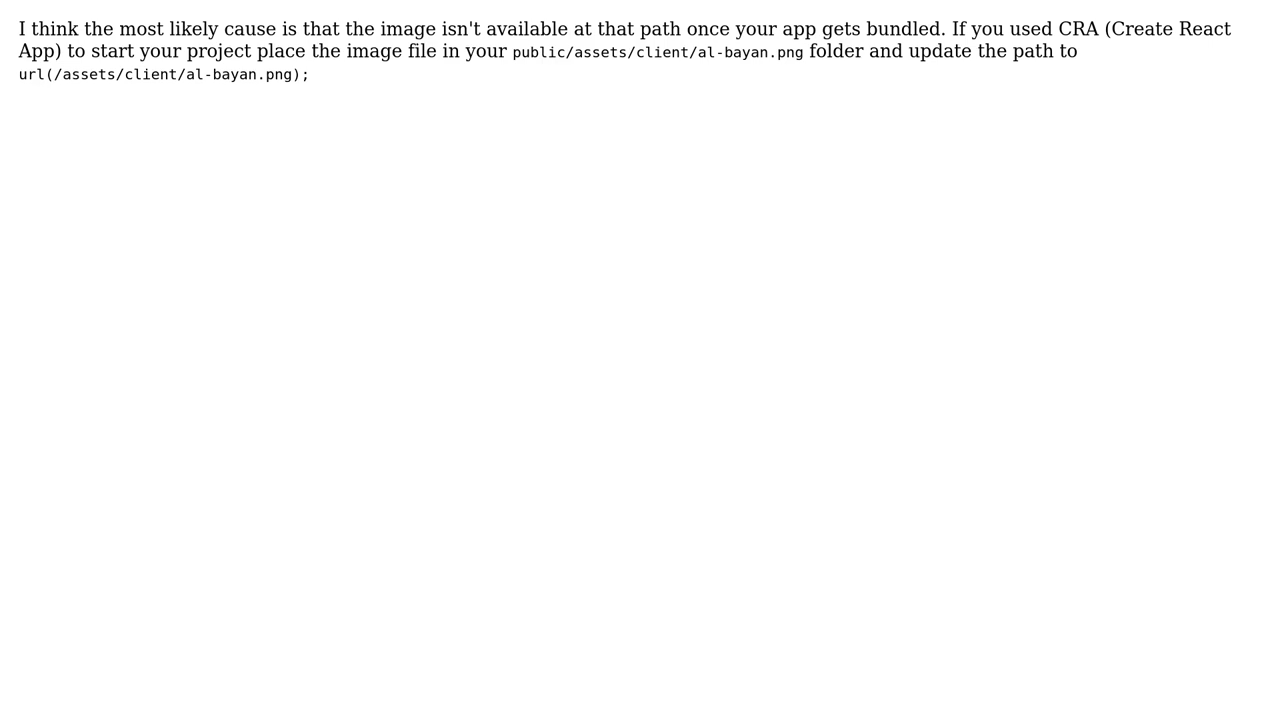 I think the most likely cause is that the image isn't available at that path once your app gets bundled. If you used CRA (Create React
App) to start your project place the image file in your public/assets/client/al-bayan.png folder and update the path to
url(/assets/client/al-bayan.png);